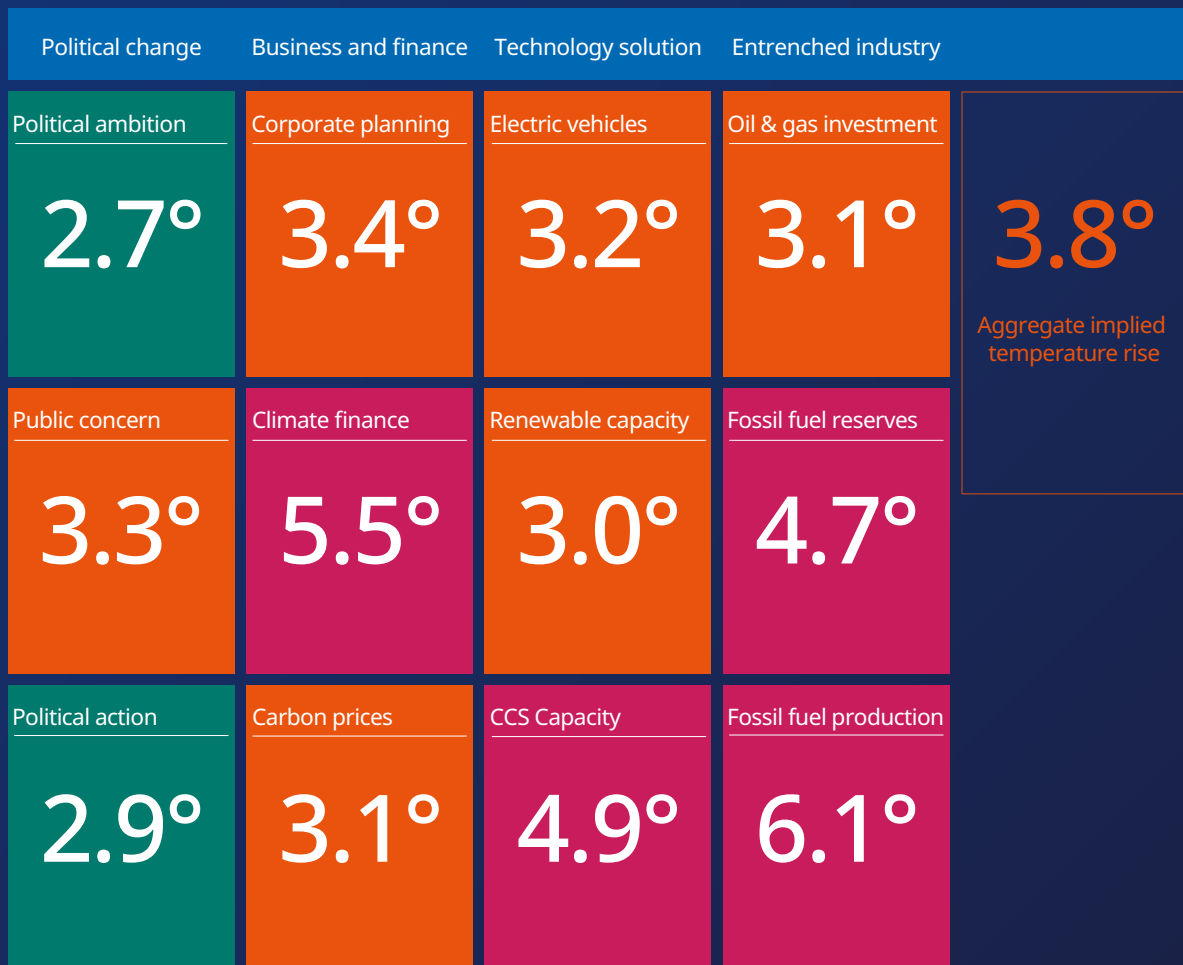 Political change Business and finance Technology solution Entrenched industry
Political ambition
2.7°
Corporate planning
3.4°
Electric vehicles
3.2°
Oil & gas investment
3.1°
3.8°
Aggregate implied
temperature rise
Public concern
3.3°
Climate finance
5.5°
Renewable capacity
3.0°
Fossil fuel reserves
4.7°
Political action
2.9°
Carbon prices
3.1°
CCS Capacity
4.9°
Fossil fuel production
6.1°